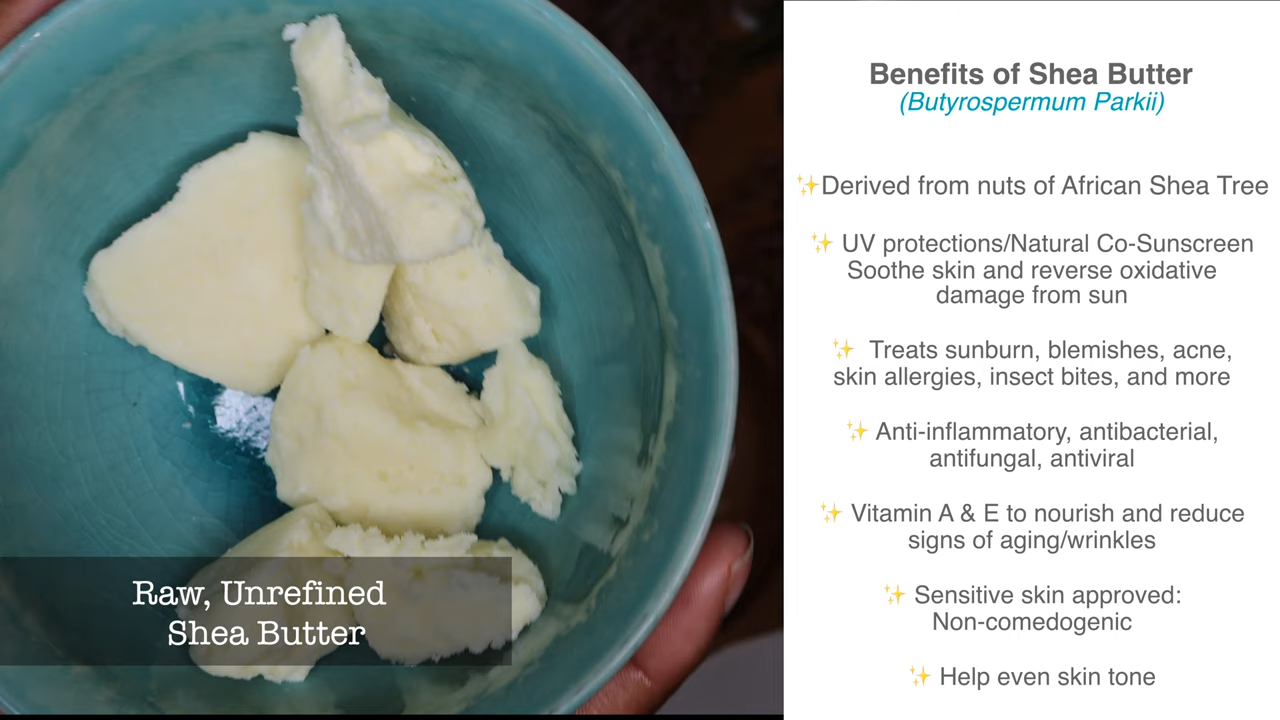 Raw, Unrefined
Shea Butter
Benefits of Shea Butter
(Butyrospermum Parkii)
✨Derived from nuts of African Shea Tree
✨ UV protections/Natural Co-Sunscreen
Soothe skin and reverse oxidative
damage from sun
✨ Treats sunburn, blemishes, acne,
skin allergies, insect bites, and more
✨ Anti-inflammatory, antibacterial,
antifungal, antiviral
✨ Vitamin A & E to nourish and reduce
signs of aging/wrinkles
✨ Sensitive skin approved:
Non-comedogenic
✨ Help even skin tone